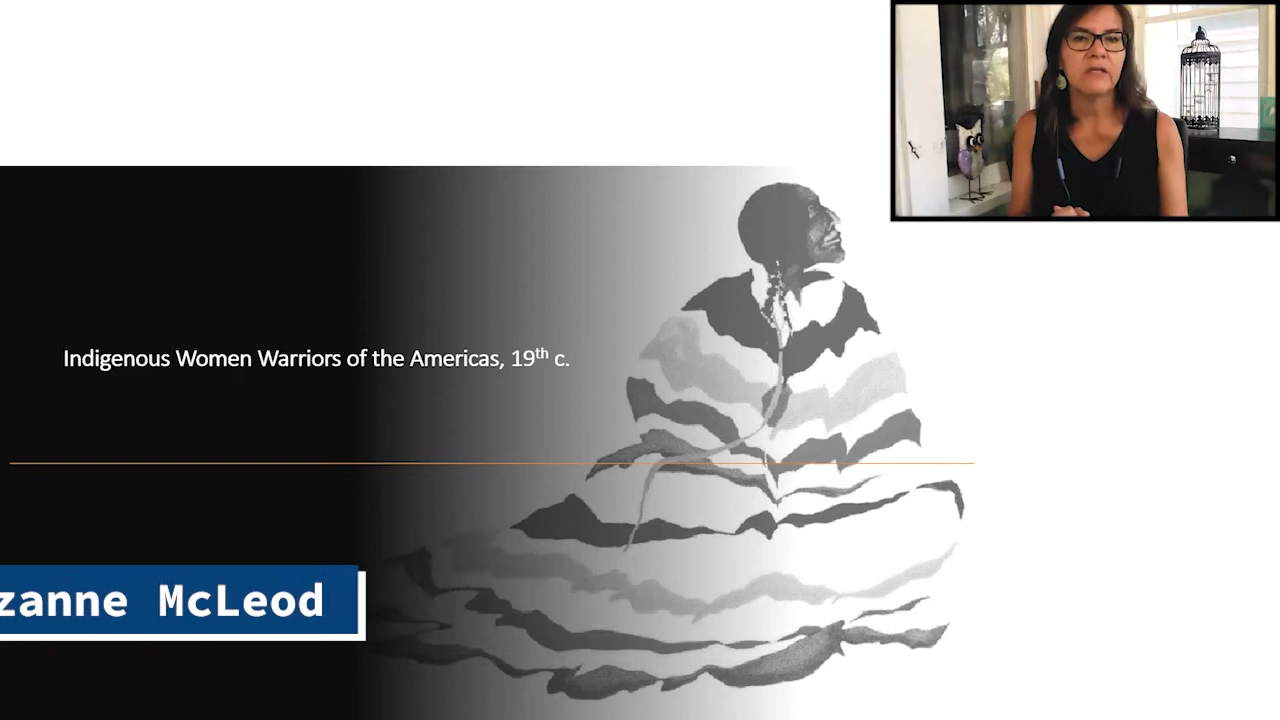 Indigenous Women Warriors of the Americas, 19th c.
zanne McLeod